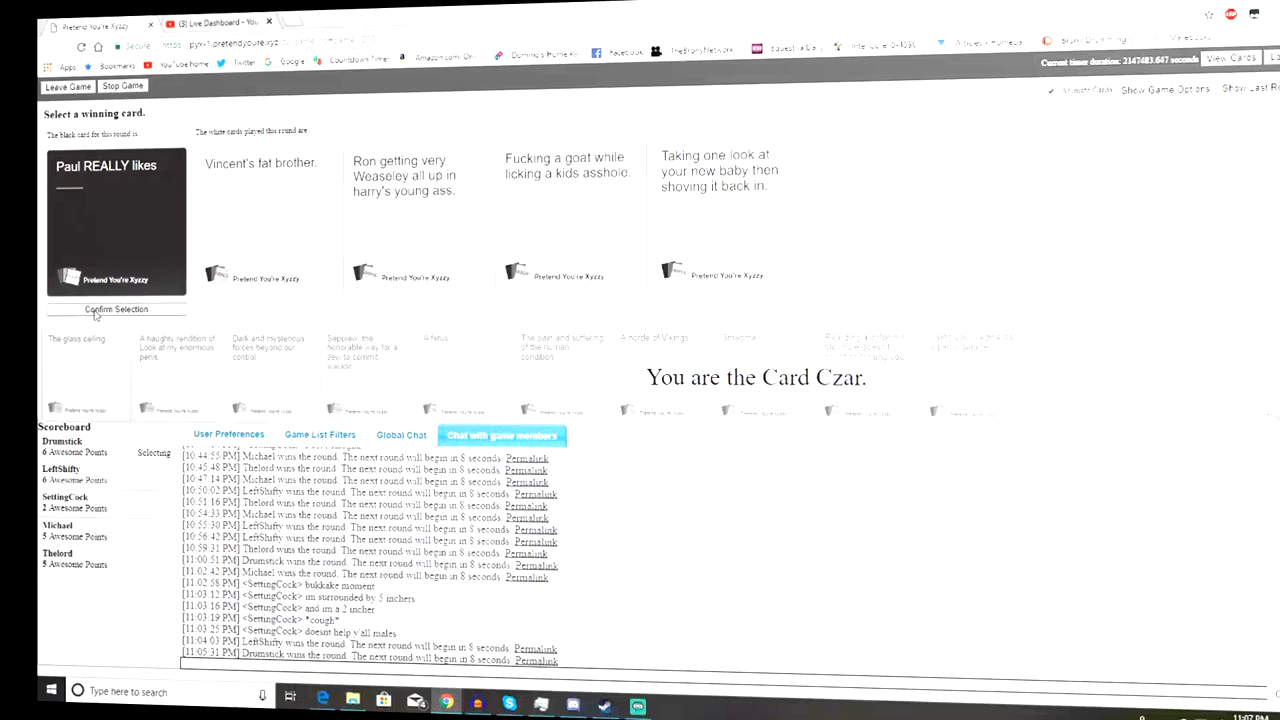 Pretend You're Xyzzy
(3) Live Dashboard - You
Secure
Apps Bookmarks YouTube home Twitter Google Countdown Timer Amazon.com Facebook TheBronyNetwork
Current timer duration: 2147483.647 seconds View Cards
Leave Game Stop Game
Show Game Options Show Last
Select a winning card.
The black card for this round is
The white cards played this round are
Paul REALLY likes
Pretend You're Xyzzy
Vincent's fat brother.
Pretend You're Xyzzy
Ron getting very
Weaseley all up in
harry's young ass.
Pretend You're Xyzzy
Fucking a goat while
licking a kids asshole.
Pretend You're Xyzzy
Taking one look at
your new baby then
shoving it back in.
Pretend You're Xyzzy
Confirm Selection
The glass ceiling
A haughty rendition of
Look at my enormous
penis
Dark and mysterious
forces beyond our
control
honorable way for a
Jew to commit
suicide
A fetus
The pain and suffering
of the human
condition
A horde of Vikings
You are the Card Czar.
Scoreboard
Drumstick
6 Awesome Points Selecting
LeftShifty
6 Awesome Points
SettingCock
2 Awesome Points
Michael
5 Awesome Points
Thelord
5 Awesome Points
User Preferences Game List Filters Global Chat Chat with game members
[10:44:55 PM] Michael wins the round. The next round will begin in 8 seconds. Permalink
[10:45:48 PM] Thelord wins the round. The next round will begin in 8 seconds. Permalink
[10:47:14 PM] Michael wins the round. The next round will begin in 8 seconds. Permalink
[10:50:02 PM] LeftShifty wins the round. The next round will begin in 8 seconds. Permalink
[10:51:16 PM] Thelord wins the round. The next round will begin in 8 seconds. Permalink
[10:54:33 PM] Michael wins the round. The next round will begin in 8 seconds. Permalink
[10:55:30 PM] LeftShifty wins the round. The next round will begin in 8 seconds. Permalink
[10:56:42 PM] LeftShifty wins the round. The next round will begin in 8 seconds. Permalink
[10:59:31 PM] Thelord wins the round. The next round will begin in 8 seconds. Permalink
[11:00:51 PM] Drumstick wins the round. The next round will begin in 8 seconds. Permalink
[11:02:42 PM] Michael wins the round. The next round will begin in 8 seconds. Permalink
[11:02:58 PM] <SettingCock> bukkake moment
[11:03:12 PM] <SettingCock> im surrounded by 5 inchers
[11:03:16 PM] <SettingCock> and im a 2 incher
[11:03:19 PM] <SettingCock> *cough*
[11:03:25 PM] <SettingCock> doesnt help y'all males
[11:04:03 PM] LeftShifty wins the round. The next round will begin in 8 seconds. Permalink
[11:05:31 PM] Drumstick wins the round. The next round will begin in 8 seconds. Permalink
Type here to search
11:07 PM